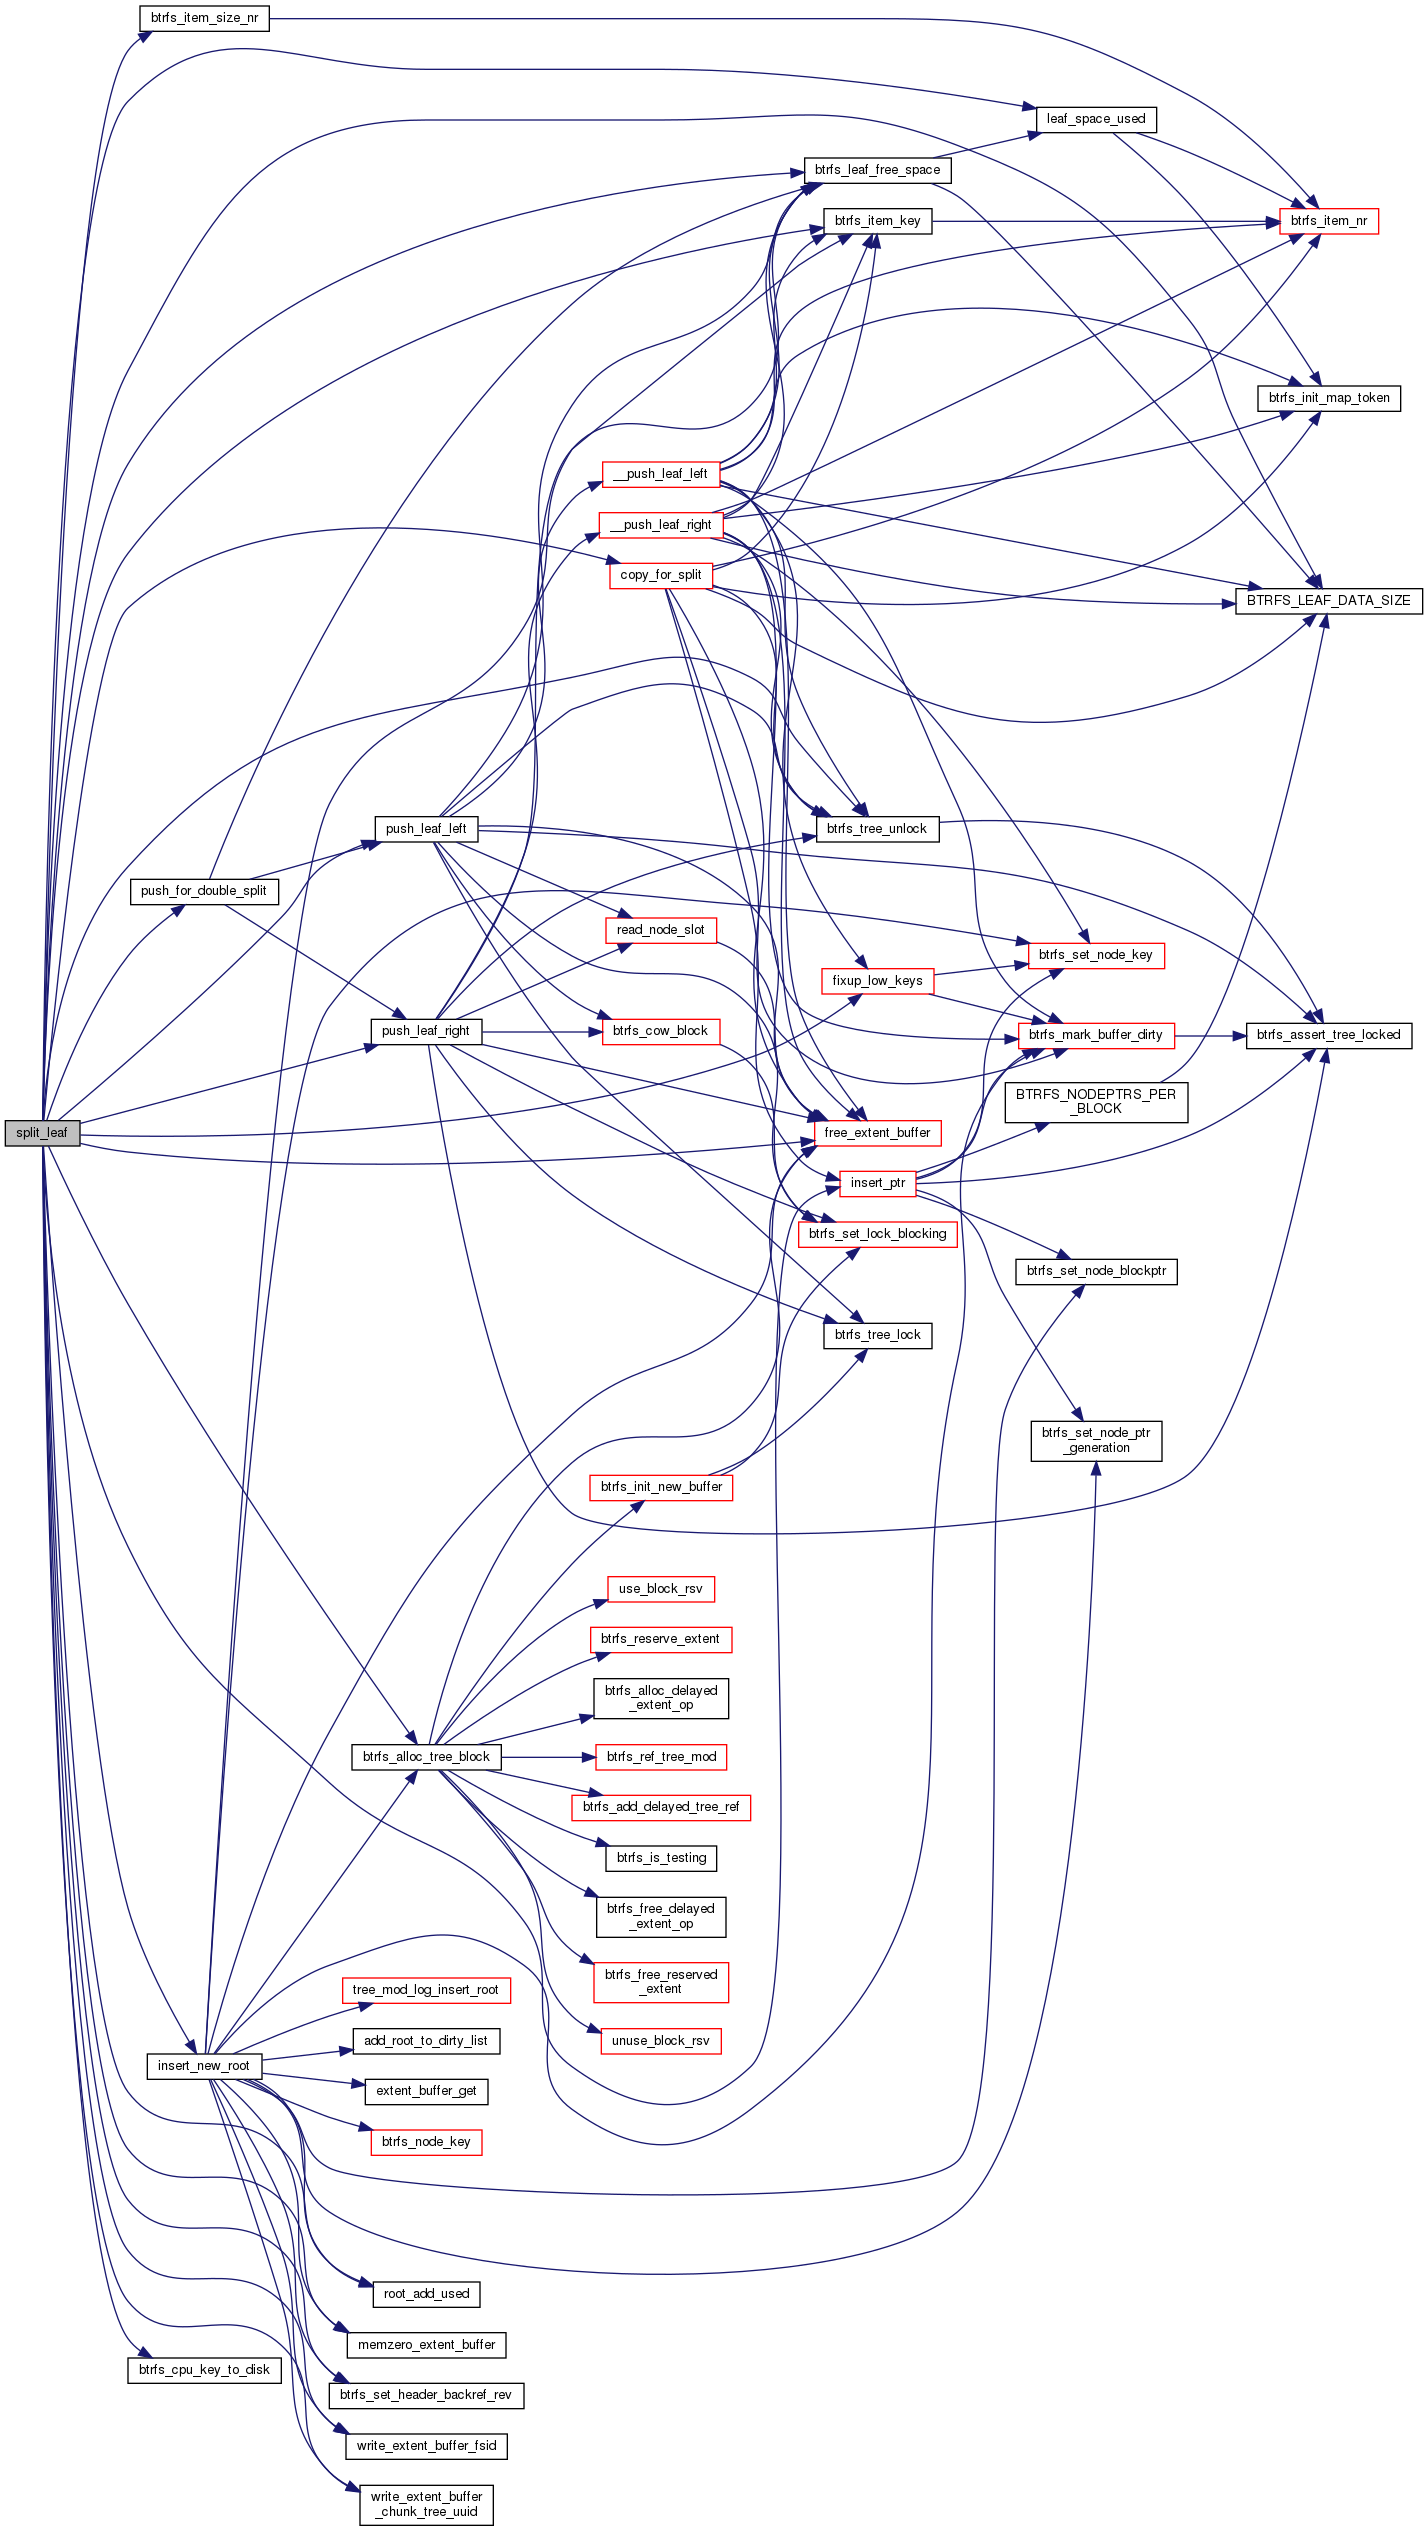 btrfs_item_size_nr
leaf_space_used
btrfs_leaf_free_space
btrfs_item_key
btrfs_item_nr
btrfs_init_map_token
__push_leaf_left
__push_leaf_right
copy_for_split
BTRFS_LEAF_DATA_SIZE
push_leaf_left
btrfs_tree_unlock
push_for_double_split
read_node_slot
btrfs_set_node_key
fixup_low_keys
push_leaf_right
btrfs_cow_block
btrfs_mark_buffer_dirty
btrfs_assert_tree_locked
BTRFS_NODEPTRS_PER
_BLOCK
split_leaf
free_extent_buffer
insert_ptr
btrfs_set_lock_blocking
btrfs_set_node_blockptr
btrfs_tree_lock
btrfs_set_node_ptr
_generation
btrfs_init_new_buffer
use_block_rsv
btrfs_reserve_extent
btrfs_alloc_delayed
_extent_op
btrfs_alloc_tree_block
btrfs_ref_tree_mod
btrfs_add_delayed_tree_ref
btrfs_is_testing
btrfs_free_delayed
_extent_op
btrfs_free_reserved
_extent
tree_mod_log_insert_root
unuse_block_rsv
add_root_to_dirty_list
insert_new_root
extent_buffer_get
btrfs_node_key
root_add_used
memzero_extent_buffer
btrfs_cpu_key_to_disk
btrfs_set_header_backref_rev
write_extent_buffer_fsid
write_extent_buffer
_chunk_tree_uuid